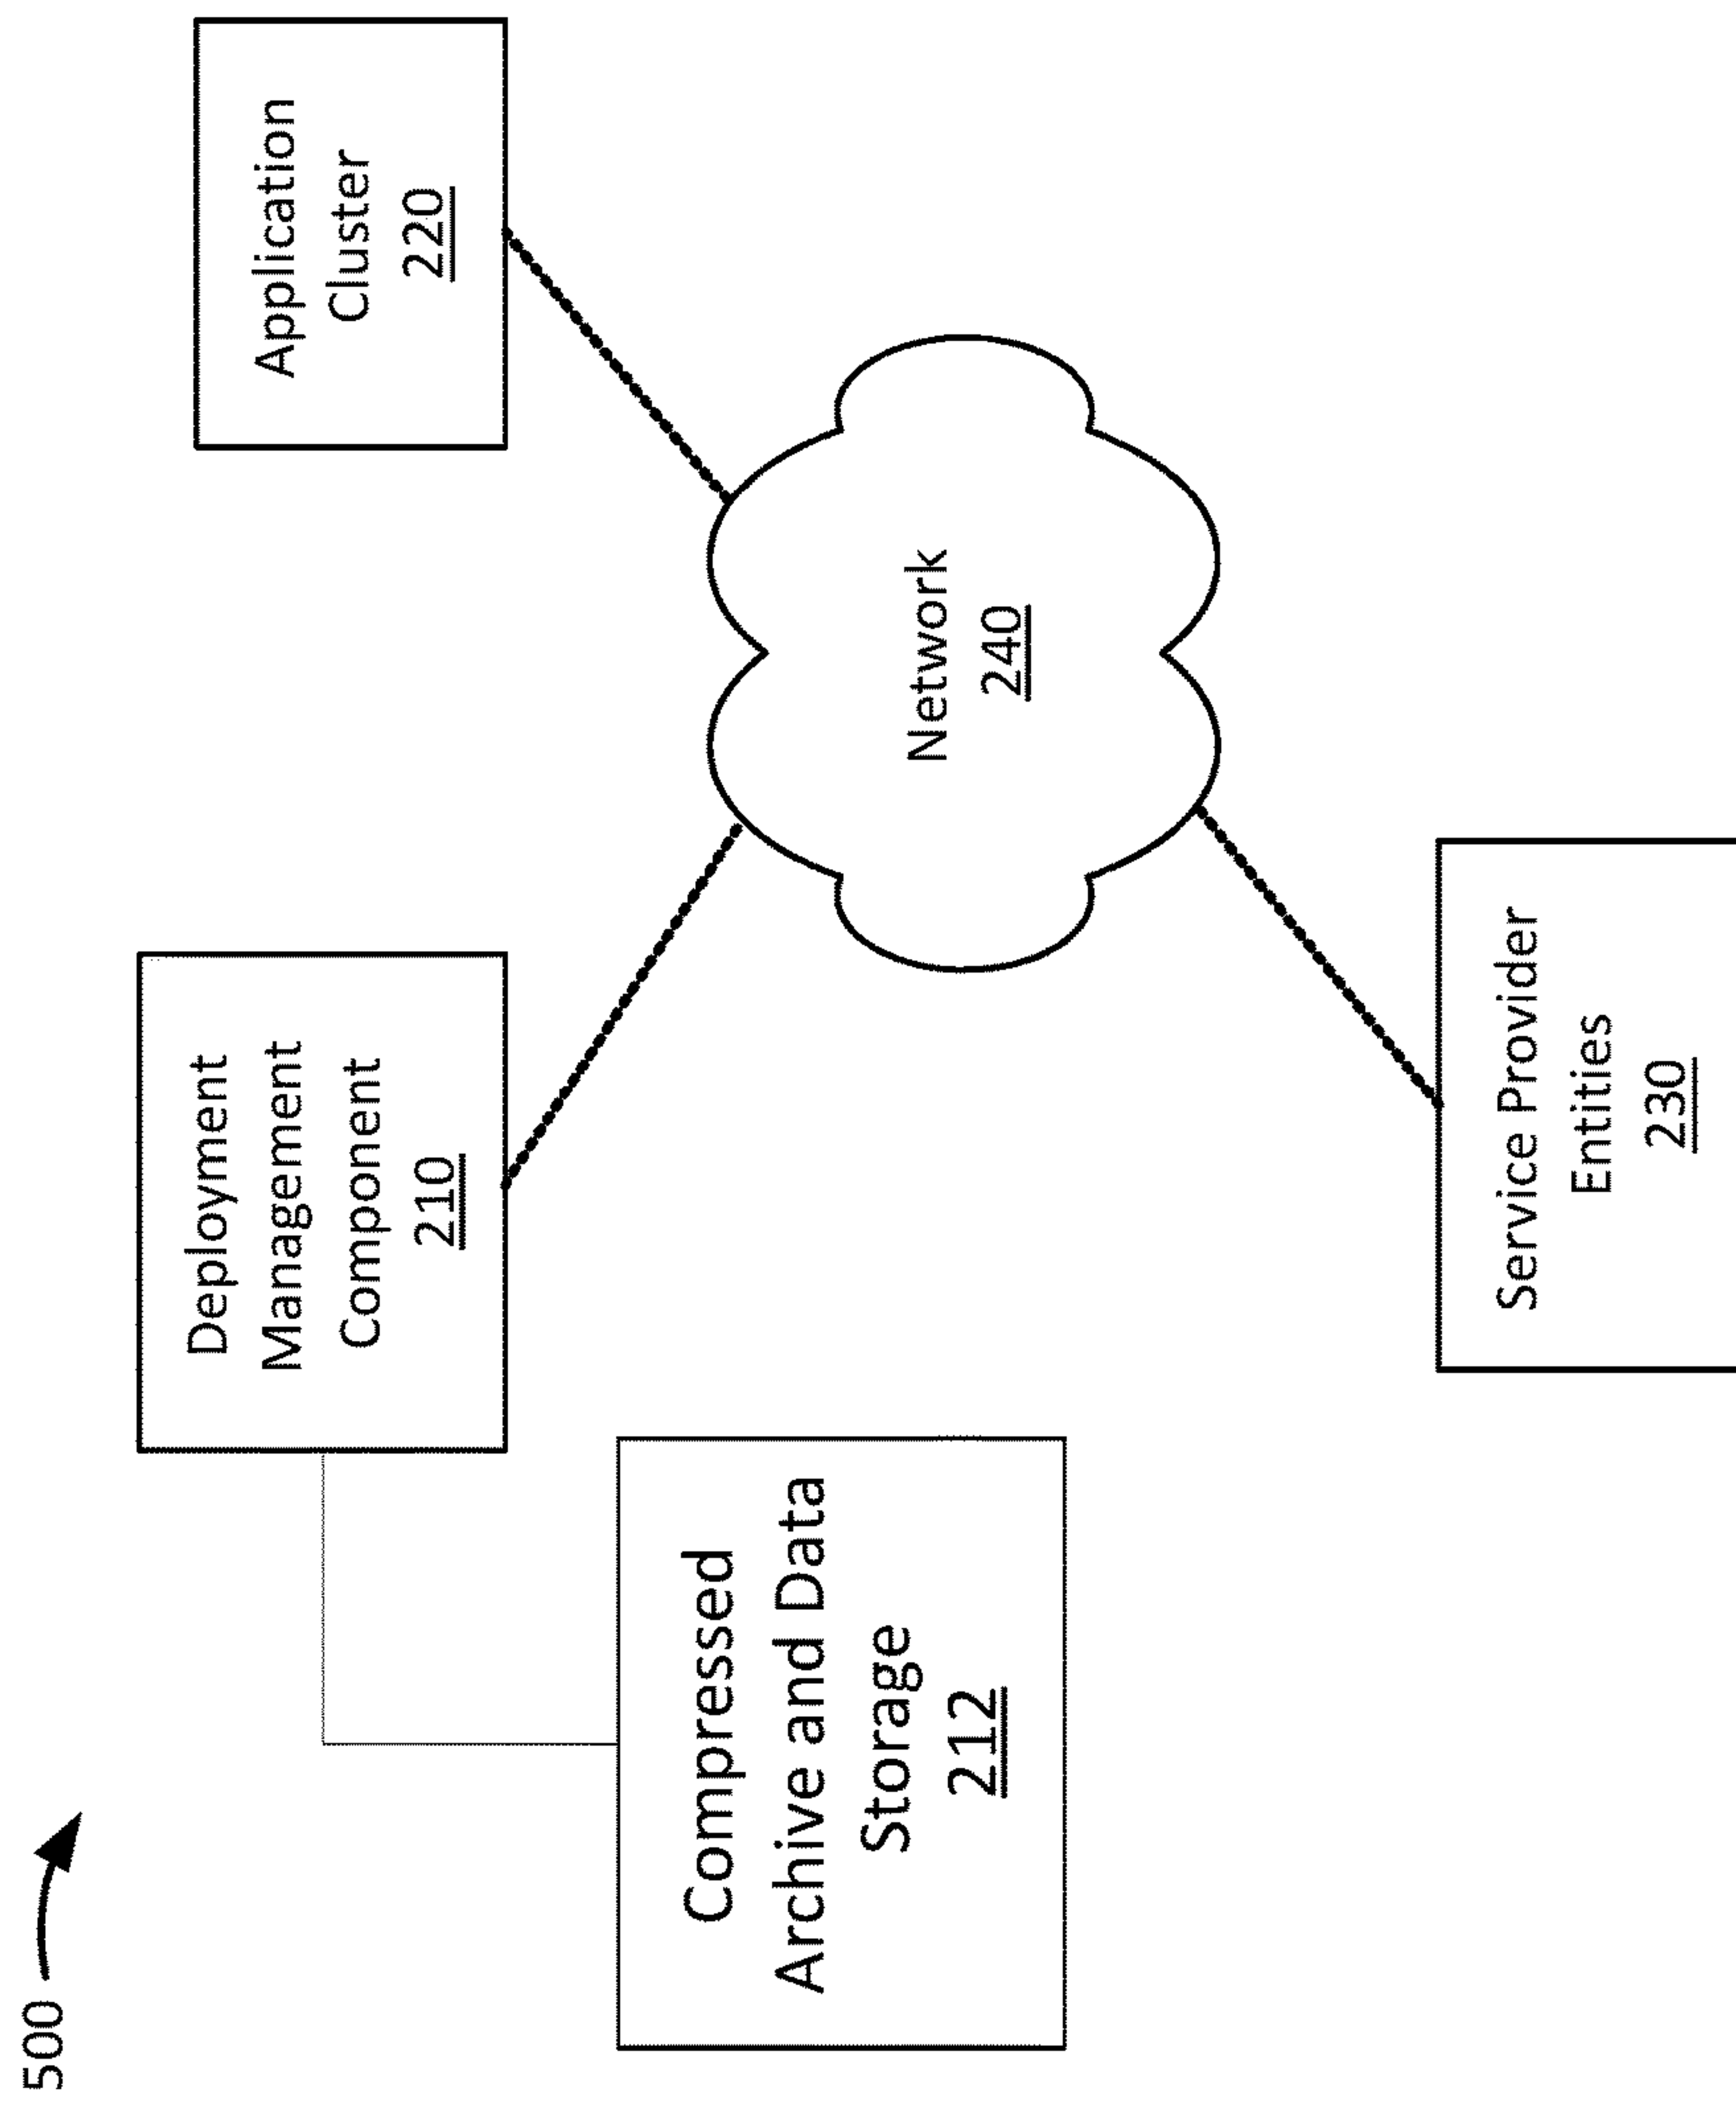 500
Deployment
Management
Component
210
Application
Cluster
220
Compressed
Archive and Data
Storage
212
Network
240
Service Provider
Entities
230